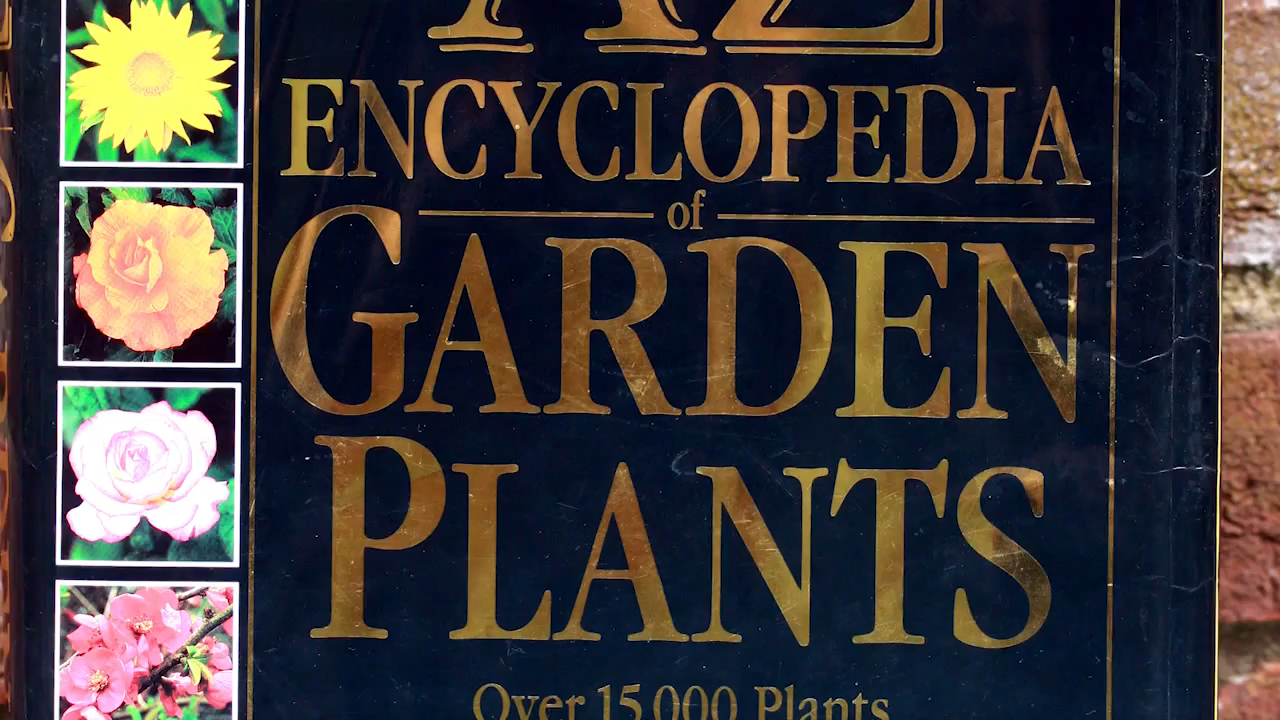 A-Z
ENCYCLOPEDIA
of
GARDEN
PLANTS
Over 15,000 Plants